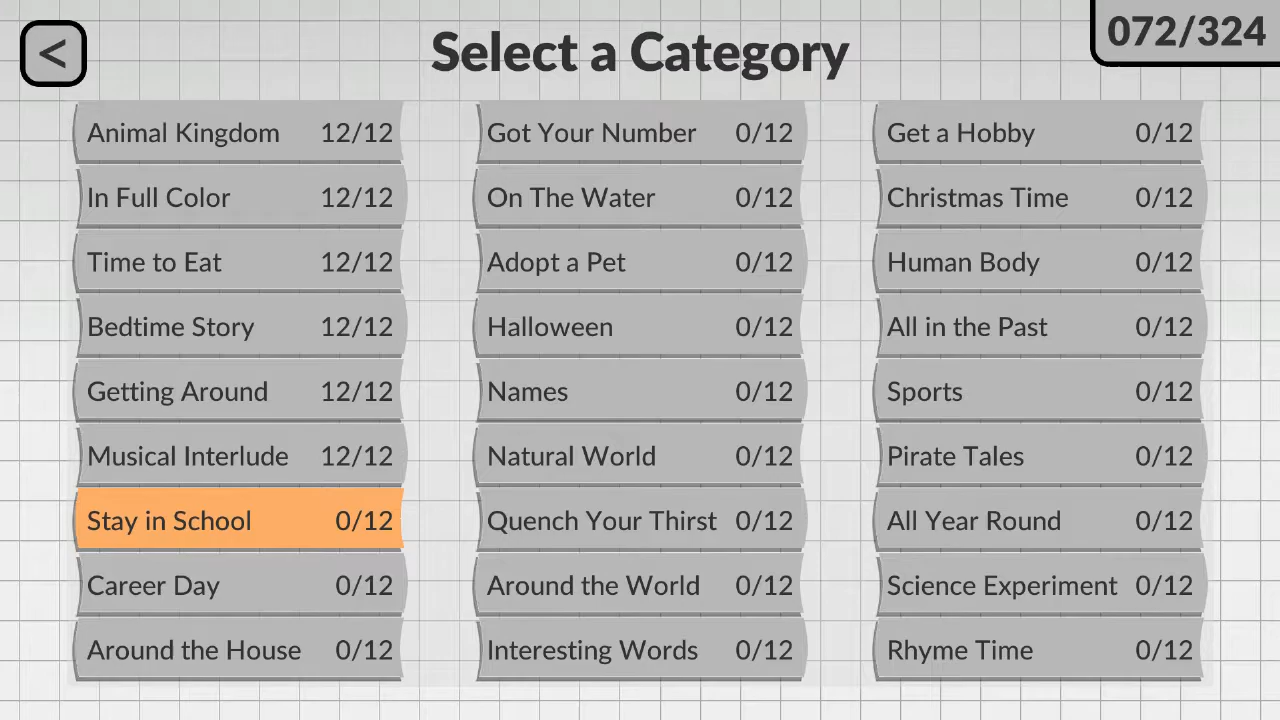 <
Select a Category
072/324
Animal Kingdom 12/12
In Full Color 12/12
Time to Eat 12/12
Bedtime Story 12/12
Getting Around 12/12
Musical Interlude 12/12
Stay in School 0/12
Career Day 0/12
Around the House 0/12
Got Your Number 0/12
On The Water 0/12
Adopt a Pet 0/12
Halloween 0/12
Names 0/12
Natural World 0/12
Quench Your Thirst 0/12
Around the World 0/12
Interesting Words 0/12
Get a Hobby 0/12
Christmas Time 0/12
Human Body 0/12
All in the Past 0/12
Sports 0/12
Pirate Tales 0/12
All Year Round 0/12
Science Experiment 0/12
Rhyme Time 0/12